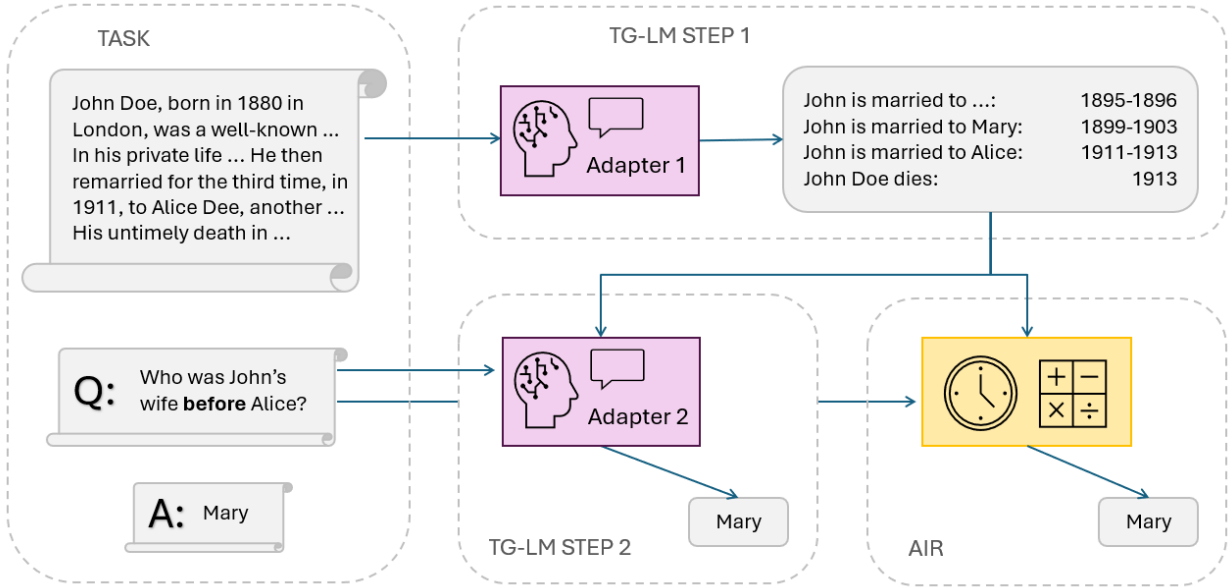 TASK
John Doe, born in 1880 in
London, was a well-known ...
In his private life ... He then
remarried for the third time, in
1911, to Alice Dee, another ...
His untimely death in ...
Q: Who was John’s
wife before Alice?
A: Mary
TG-LM STEP 1
Adapter 1
John is married to ...: 1895-1896
John is married to Mary: 1899-1903
John is married to Alice: 1911-1913
John Doe dies: 1913
Adapter 2
Mary
TG-LM STEP 2
+ −
× ÷
Mary
AIR